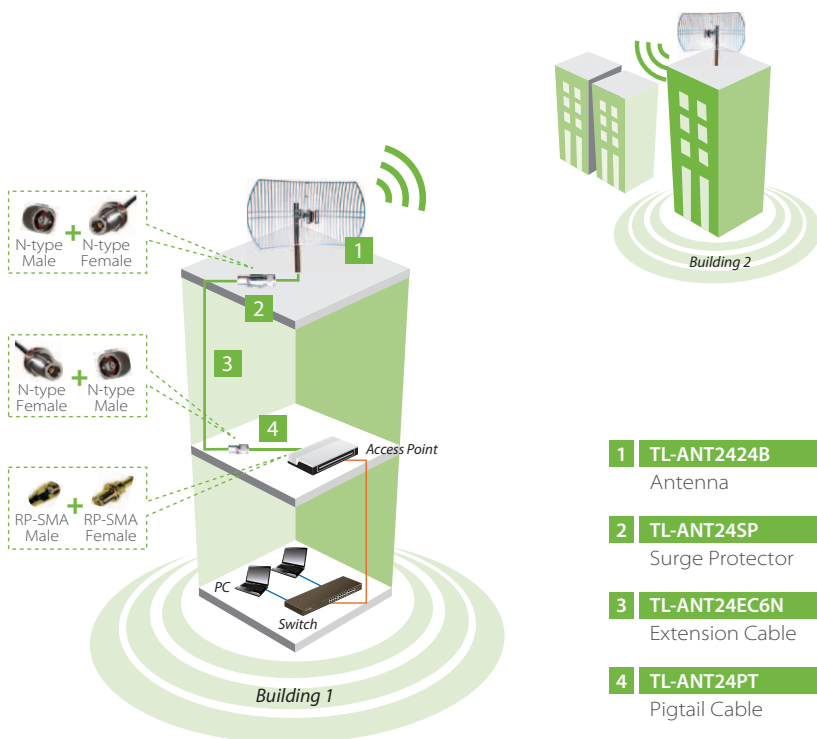 Building 2
1
N-type
Male
+
N-type
Female
2
3
N-type
Female
+
N-type
Male
4
Access Point
RP-SMA
Male
+
RP-SMA
Female
PC
Switch
Building 1
1 TL-ANT2424B
Antenna
2 TL-ANT24SP
Surge Protector
3 TL-ANT24EC6N
Extension Cable
4 TL-ANT24PT
Pigtail Cable